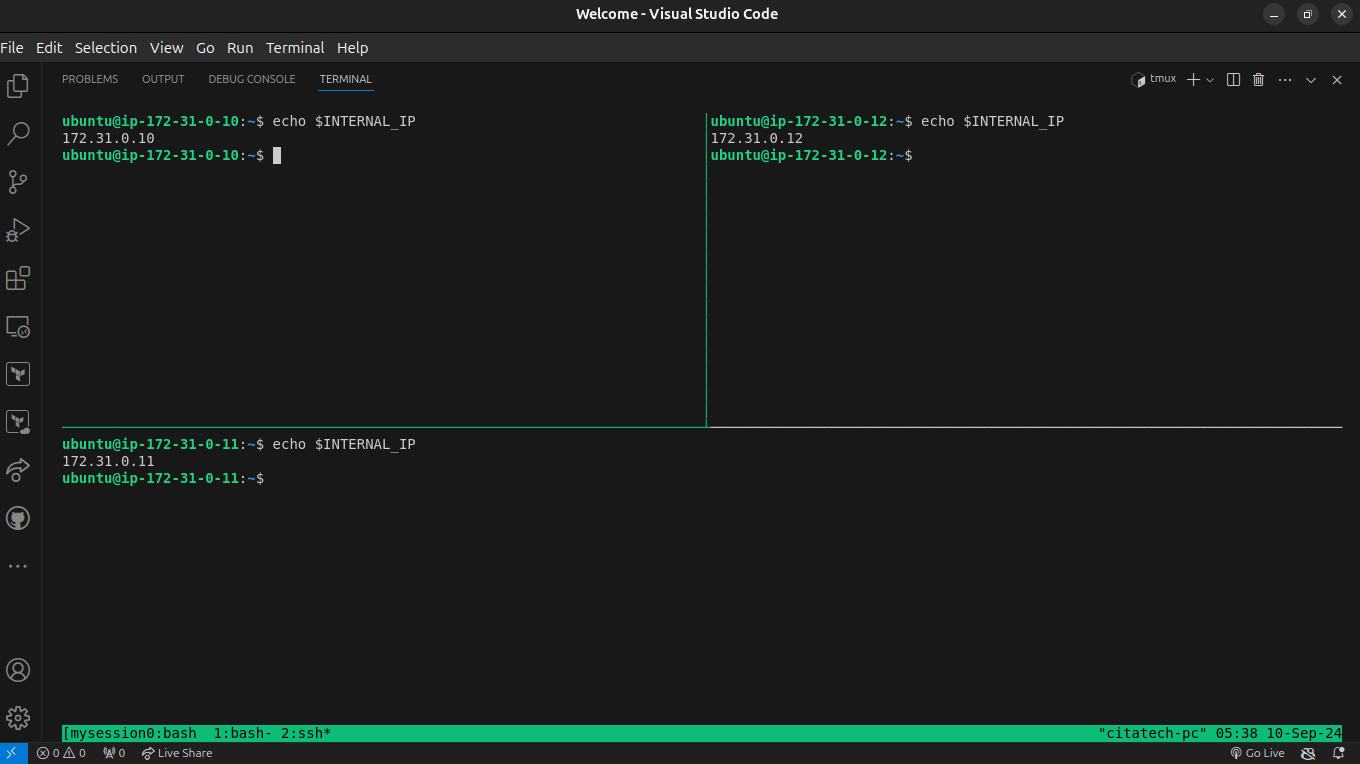 Welcome - Visual Studio Code
File Edit Selection View Go Run Terminal Help
PROBLEMS OUTPUT DEBUG CONSOLE TERMINAL tmux
ubuntu@ip-172-31-0-10:~$ echo $INTERNAL_IP
172.31.0.10
ubuntu@ip-172-31-0-10:~$
ubuntu@ip-172-31-0-12:~$ echo $INTERNAL_IP
172.31.0.12
ubuntu@ip-172-31-0-12:~$
ubuntu@ip-172-31-0-11:~$ echo $INTERNAL_IP
172.31.0.11
ubuntu@ip-172-31-0-11:~$
[mysession0:bash  1:bash- 2:ssh* "citatech-pc" 05:38 10-Sep-24
0 0 0 Live Share Go Live